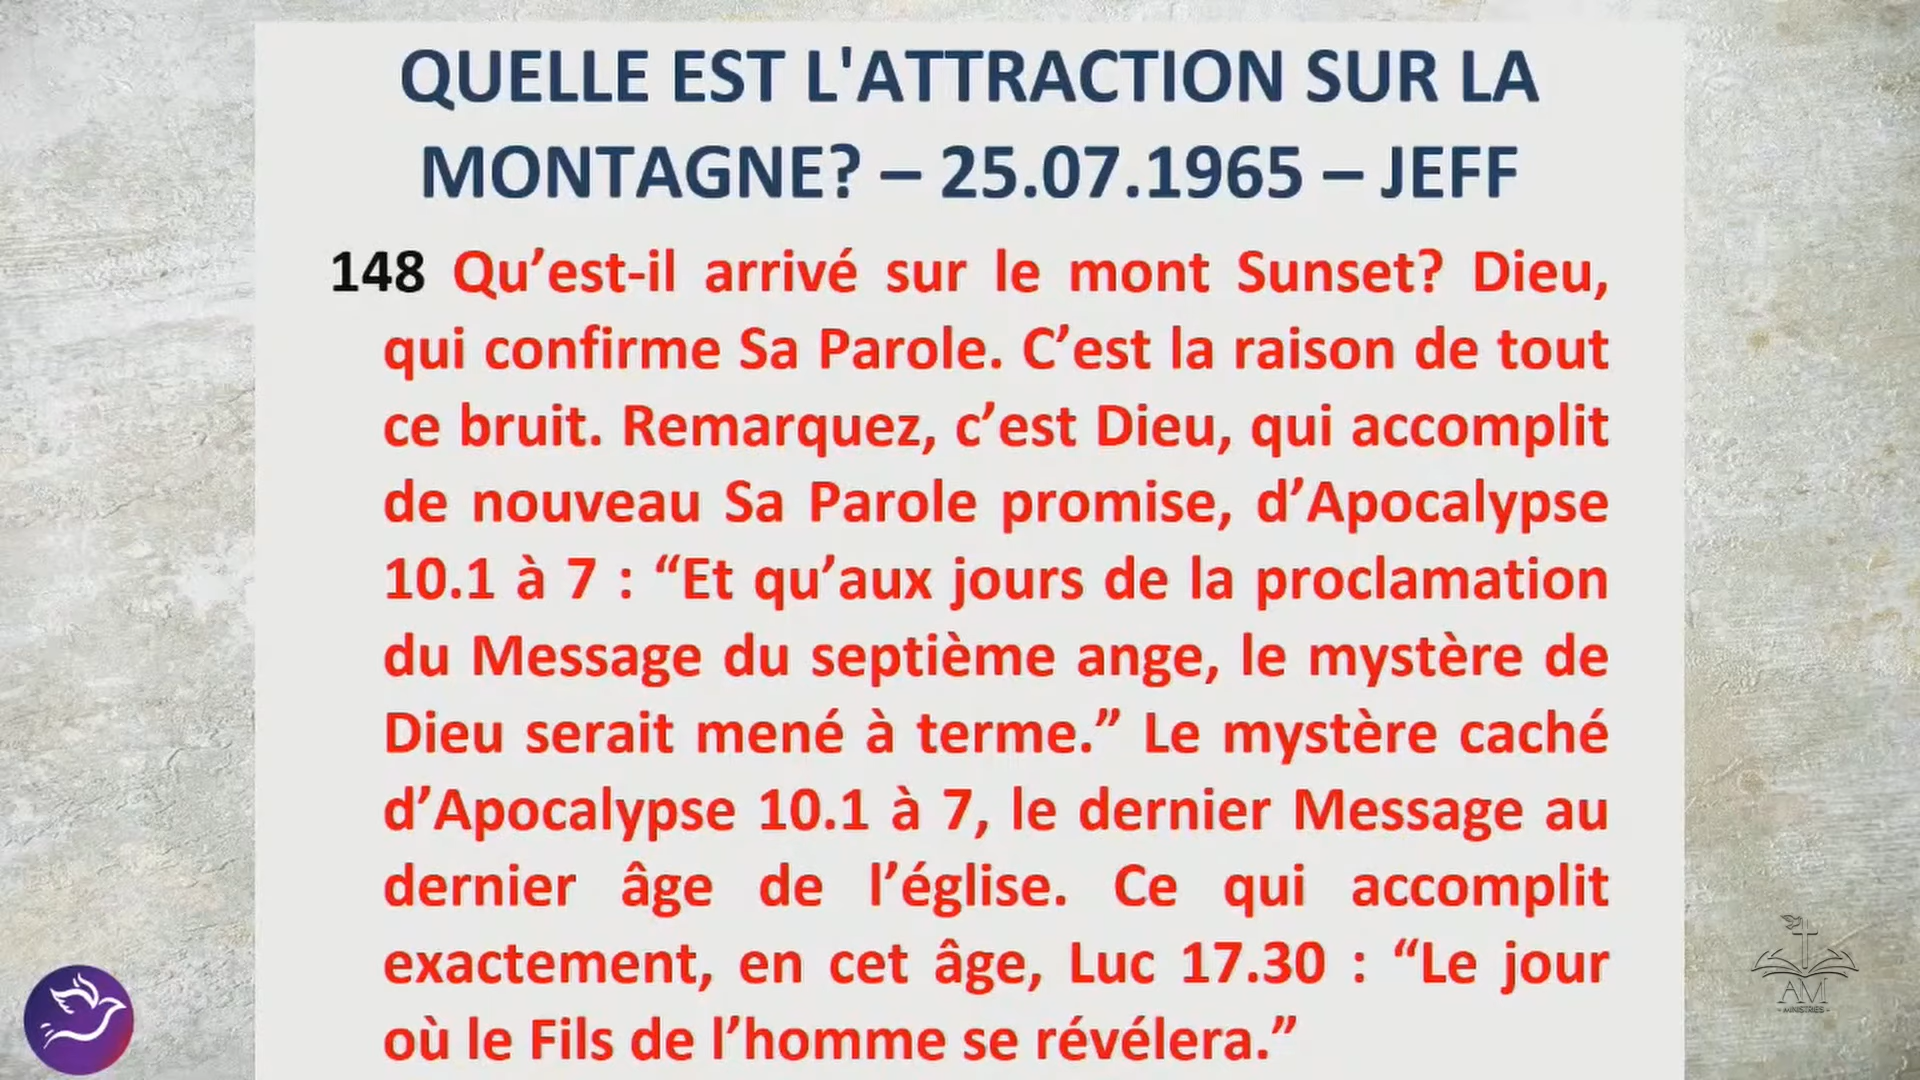 QUELLE EST L'ATTRACTION SUR LA
MONTAGNE? – 25.07.1965 – JEFF
148 Qu’est-il arrivé sur le mont Sunset? Dieu,
qui confirme Sa Parole. C’est la raison de tout
ce bruit. Remarquez, c’est Dieu, qui accomplit
de nouveau Sa Parole promise, d’Apocalypse
10.1 à 7 : “Et qu’aux jours de la proclamation
du Message du septième ange, le mystère de
Dieu serait mené à terme.” Le mystère caché
d’Apocalypse 10.1 à 7, le dernier Message au
dernier âge de l’église. Ce qui accomplit
exactement, en cet âge, Luc 17.30 : “Le jour
où le Fils de l’homme se révélera.”
AM
- MINISTRIES -